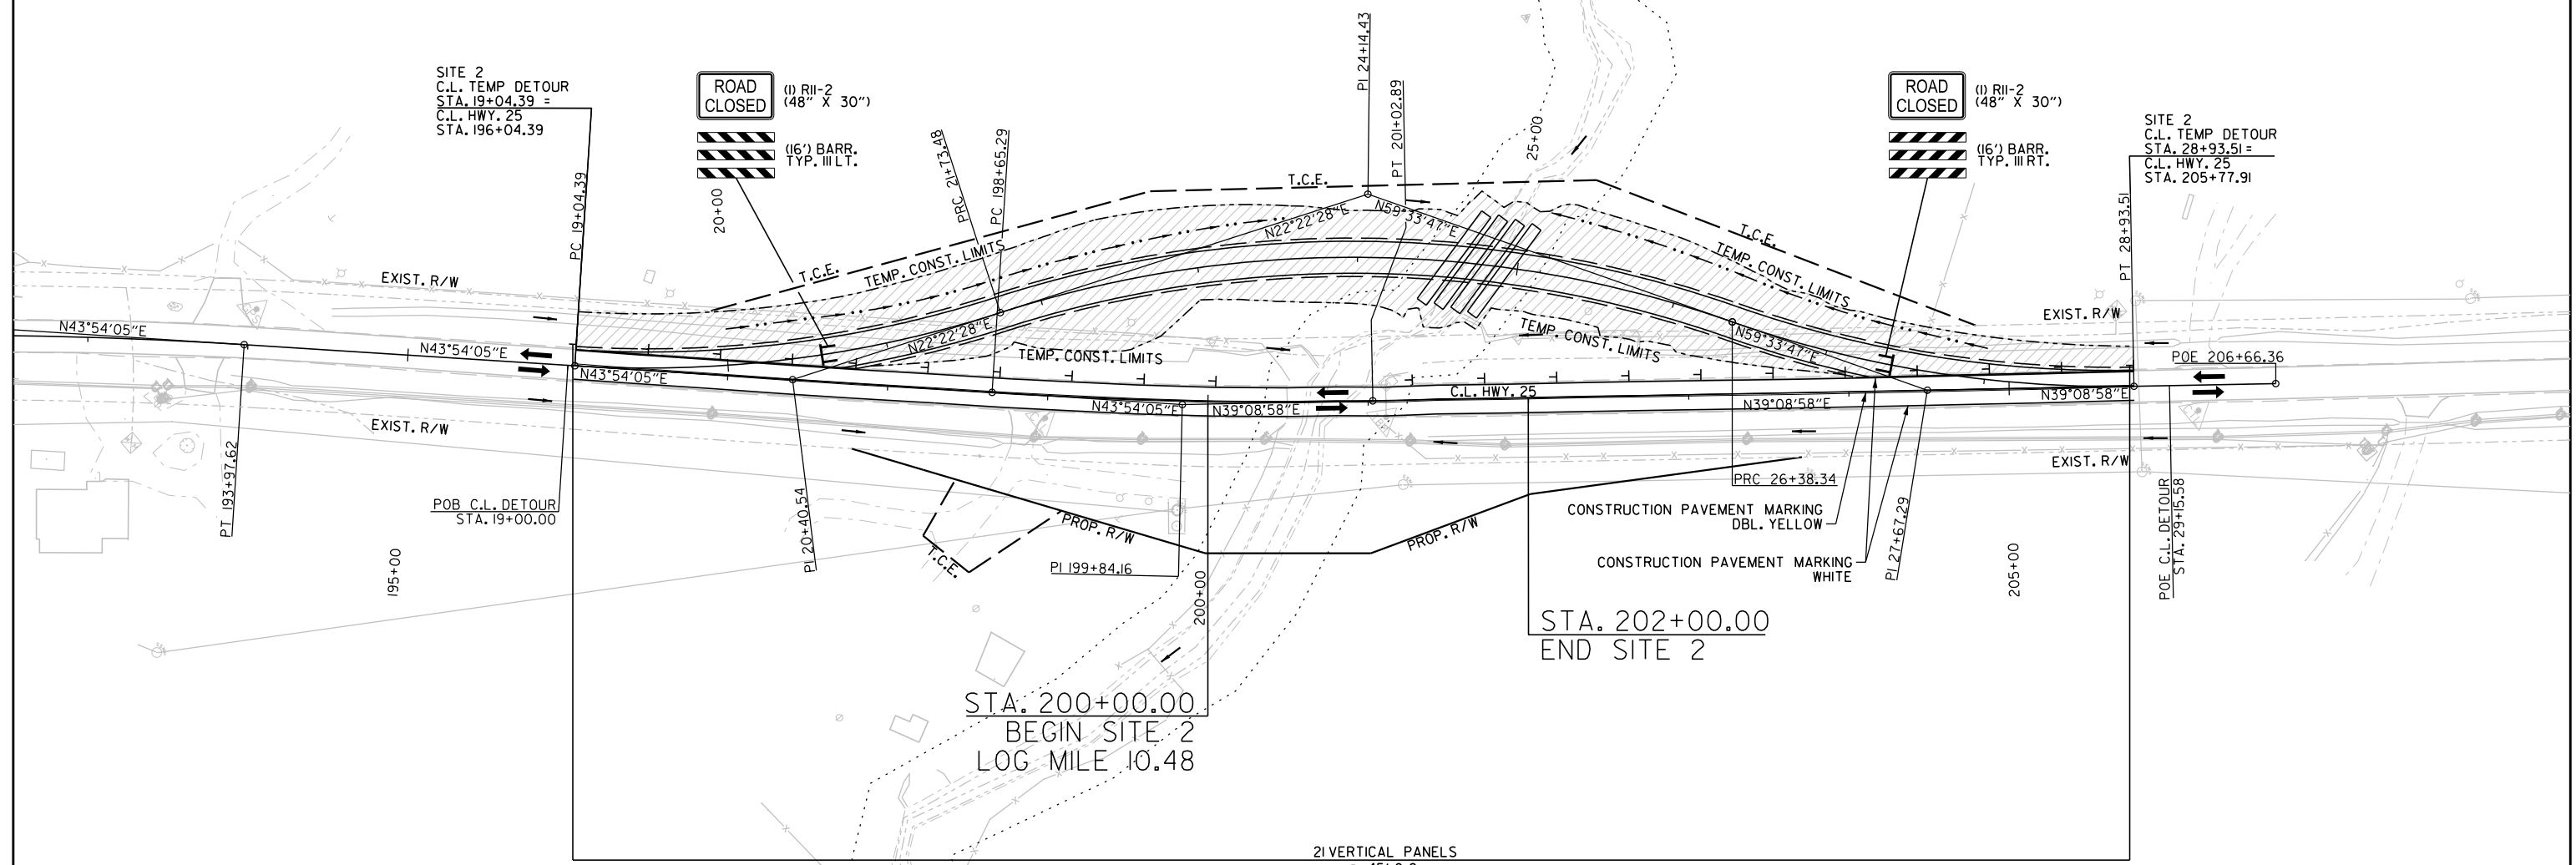 SITE 2
C.L. TEMP DETOUR
STA. 19+04.39 =
C.L. HWY. 25
STA. 196+04.39
ROAD
CLOSED
(1) R11-2
(48" X 30")
(16') BARR.
TYP. III LT.
PI 24+14.43
PT 201+02.89
25+00
ROAD
CLOSED
(1) R11-2
(48" X 30")
(16') BARR.
TYP. III RT.
SITE 2
C.L. TEMP DETOUR
STA. 28+93.51 =
C.L. HWY. 25
STA. 205+77.91
PC 19+04.39
20+00
PRC 21+73.48
PC 198+65.29
T.C.E.
N22°22'28"E
N59°33'47"E
T.C.E.
PT 28+93.51
T.C.E.
TEMP. CONST. LIMITS
TEMP. CONST. LIMITS
EXIST. R/W
EXIST. R/W
N43°54'05"E
N43°54'05"E
N22°22'28"E
TEMP. CONST. LIMITS
TEMP. CONST. LIMITS
N59°33'47"E
POE 206+66.36
N43°54'05"E
C.L. HWY. 25
N43°54'05"E
N39°08'58"E
N39°08'58"E
N39°08'58"E
EXIST. R/W
EXIST. R/W
PT 193+97.62
POB C.L. DETOUR
STA. 19+00.00
PI 20+40.54
PROP. R/W
T.C.E.
PI 199+84.16
PROP. R/W
PRC 26+38.34
CONSTRUCTION PAVEMENT MARKING
DBL. YELLOW
CONSTRUCTION PAVEMENT MARKING
WHITE
PI 27+67.29
POE C.L. DETOUR
STA. 29+15.58
195+00
200+00
205+00
STA. 202+00.00
END SITE 2
STA. 200+00.00
BEGIN SITE 2
LOG MILE 10.48
21 VERTICAL PANELS